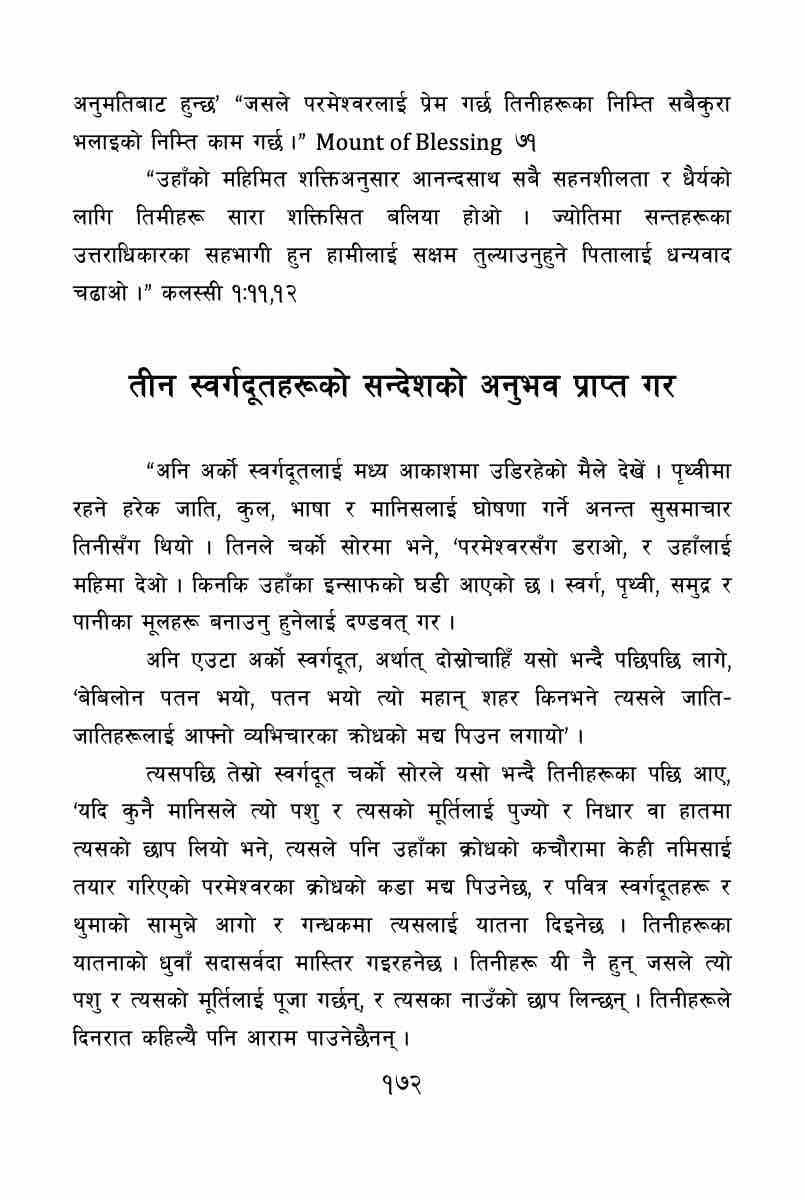 अनुमतिबाट हुन्छ’ “जसले परमेश्वरलाई प्रेम गर्छ तिनीहरूका निम्ति सबैकुरा
भलाइको निम्ति काम गर्छ ।” Mount of Blessing ७१
“उहाँको महिमित शक्तिअनुसार आनन्दसाथ सबै सहनशीलता र धैर्यको
लागि तिमीहरू सारा शक्तिसित बलिया होओ । ज्योतिमा सन्तहरूका
उत्तराधिकारका सहभागी हुन हामीलाई सक्षम तुल्याउनुहुने पितालाई धन्यवाद
चढाओ ।” कलस्सी १:११,१२
तीन स्वर्गदूतहरूको सन्देशको अनुभव प्राप्त गर
“अनि अर्को स्वर्गदूतलाई मध्य आकाशमा उडिरहेको मैले देखें । पृथ्वीमा
रहने हरेक जाति, कुल, भाषा र मानिसलाई घोषणा गर्ने अनन्त सुसमाचार
तिनीसँग थियो । तिनले चर्को सोरमा भने, ‘परमेश्वरसँग डराओ, र उहाँलाई
महिमा देओ । किनकि उहाँका इन्साफको घडी आएको छ । स्वर्ग, पृथ्वी, समुद्र र
पानीका मूलहरू बनाउनु हुनेलाई दण्डवत् गर ।
अनि एउटा अर्को स्वर्गदूत, अर्थात् दोस्रोचाहिँ यसो भन्दै पछिपछि लागे,
‘बेबिलोन पतन भयो, पतन भयो त्यो महान् शहर किनभने त्यसले जाति-
जातिहरूलाई आफ्नो व्यभिचारका क्रोधको मद्य पिउन लगायो’ ।
त्यसपछि तेस्रो स्वर्गदूत चर्को सोरले यसो भन्दै तिनीहरूका पछि आए,
‘यदि कुनै मानिसले त्यो पशु र त्यसको मूर्तिलाई पुज्यो र निधार वा हातमा
त्यसको छाप लियो भने, त्यसले पनि उहाँका क्रोधको कचौरामा केही नमिसाई
तयार गरिएको परमेश्वरका क्रोधको कडा मद्य पिउनेछ, र पवित्र स्वर्गदूतहरू र
थुमाको सामुन्ने आगो र गन्धकमा त्यसलाई यातना दिइनेछ । तिनीहरूका
यातनाको धुवाँ सदासर्वदा मास्तिर गइरहनेछ । तिनीहरू यी नै हुन् जसले त्यो
पशु र त्यसको मूर्तिलाई पूजा गर्छन्, र त्यसका नाउँको छाप लिन्छन् । तिनीहरूले
दिनरात कहिल्यै पनि आराम पाउनेछैनन् ।
१७२